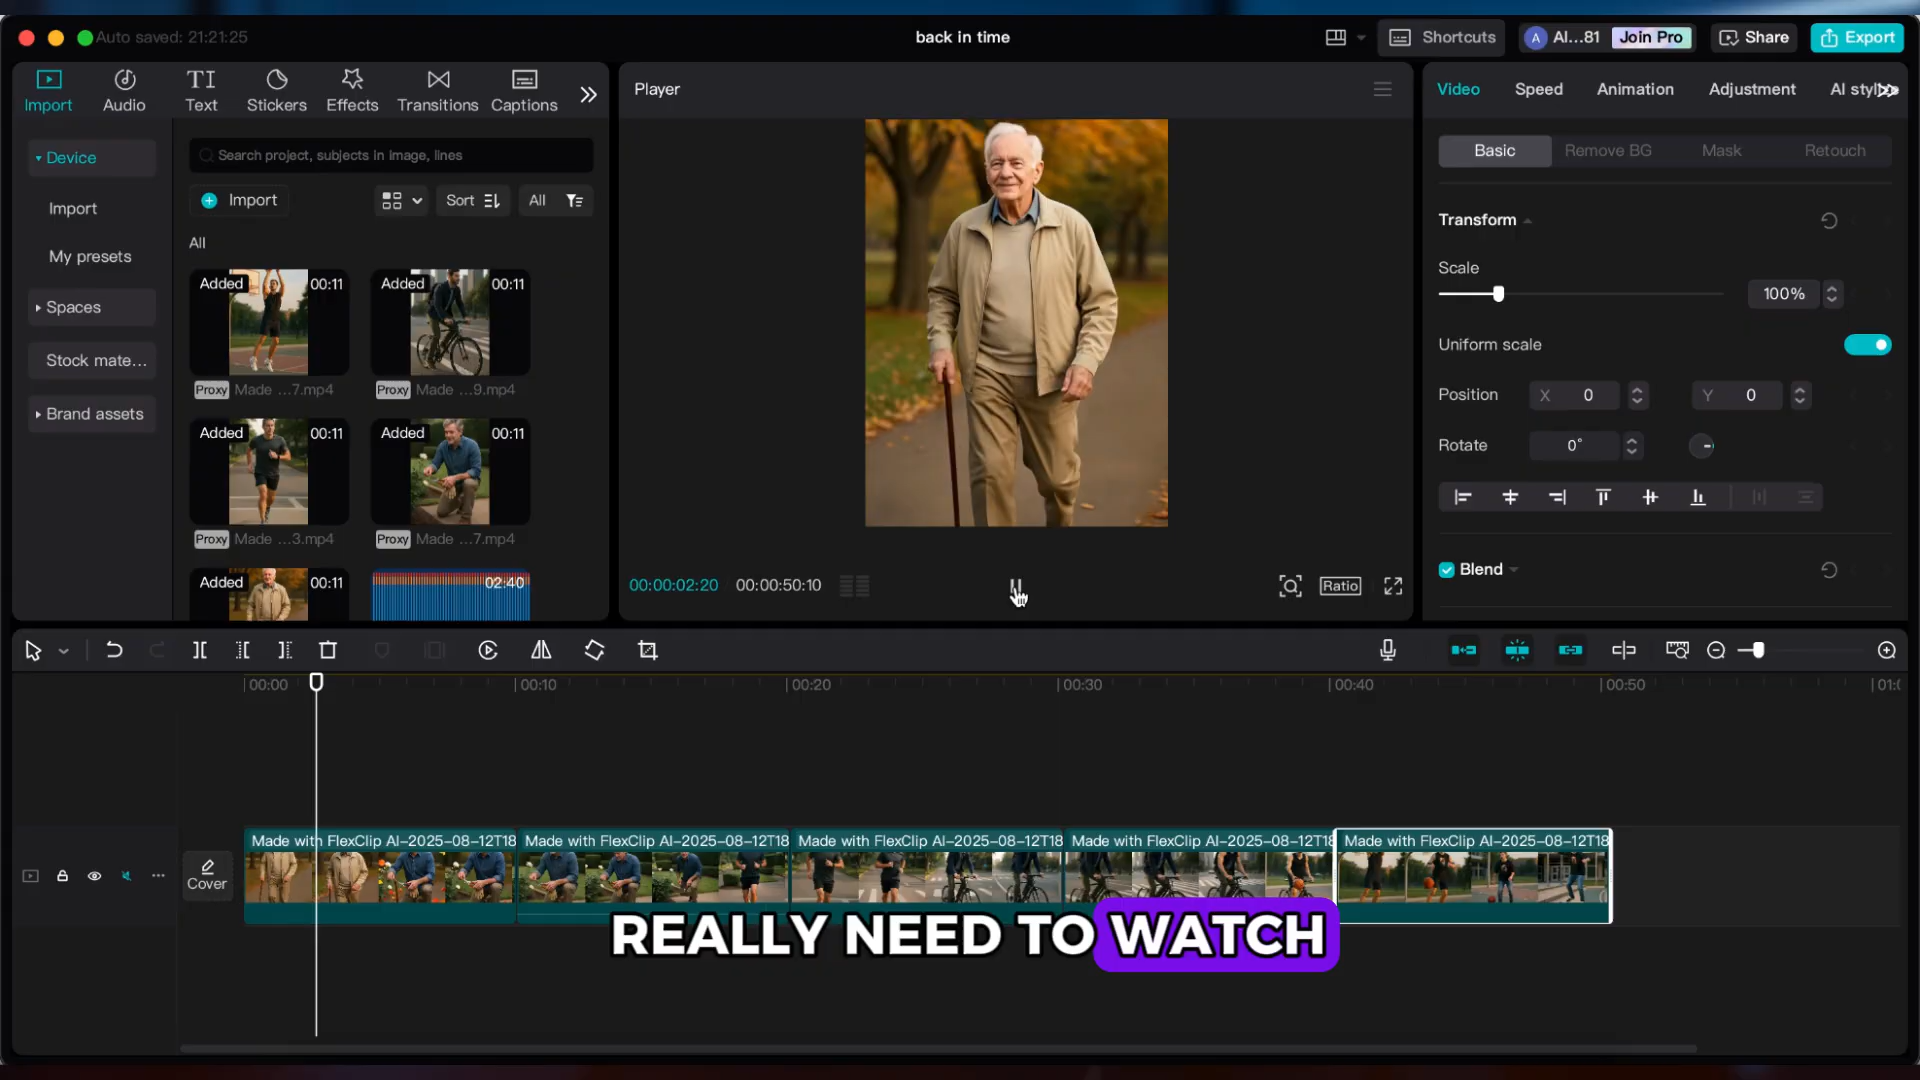 Auto saved: 21:21:25
back in time
Shortcuts
A
AI...81
Join Pro
Share
Export
Import
Audio
TI
Text
Stickers
Effects
Transitions
Captions
Player
Video
Speed
Animation
Adjustment
AI styl
Device
Import
My presets
Spaces
Stock mate...
Brand assets
Search project, subjects in image, lines
Import
Sort
All
All
Added 00:11
Proxy Made ...7.mp4
Added 00:11
Proxy Made ...9.mp4
Added 00:11
Proxy Made ...3.mp4
Added 00:11
Proxy Made ...7.mp4
Added 00:11
02:40
00:00:02:20 00:00:50:10
Ratio
Basic
Remove BG
Mask
Retouch
Transform
Scale
100%
Uniform scale
Position X 0 Y 0
Rotate 0°
Blend
00:00
00:10
00:20
00:30
00:40
00:50
Cover
Made with FlexClip AI-2025-08-12T18
Made with FlexClip AI-2025-08-12T18
Made with FlexClip AI-2025-08-12T18
Made with FlexClip AI-2025-08-12T18
Made with FlexClip AI-2025-08-12T18
REALLY NEED TO WATCH